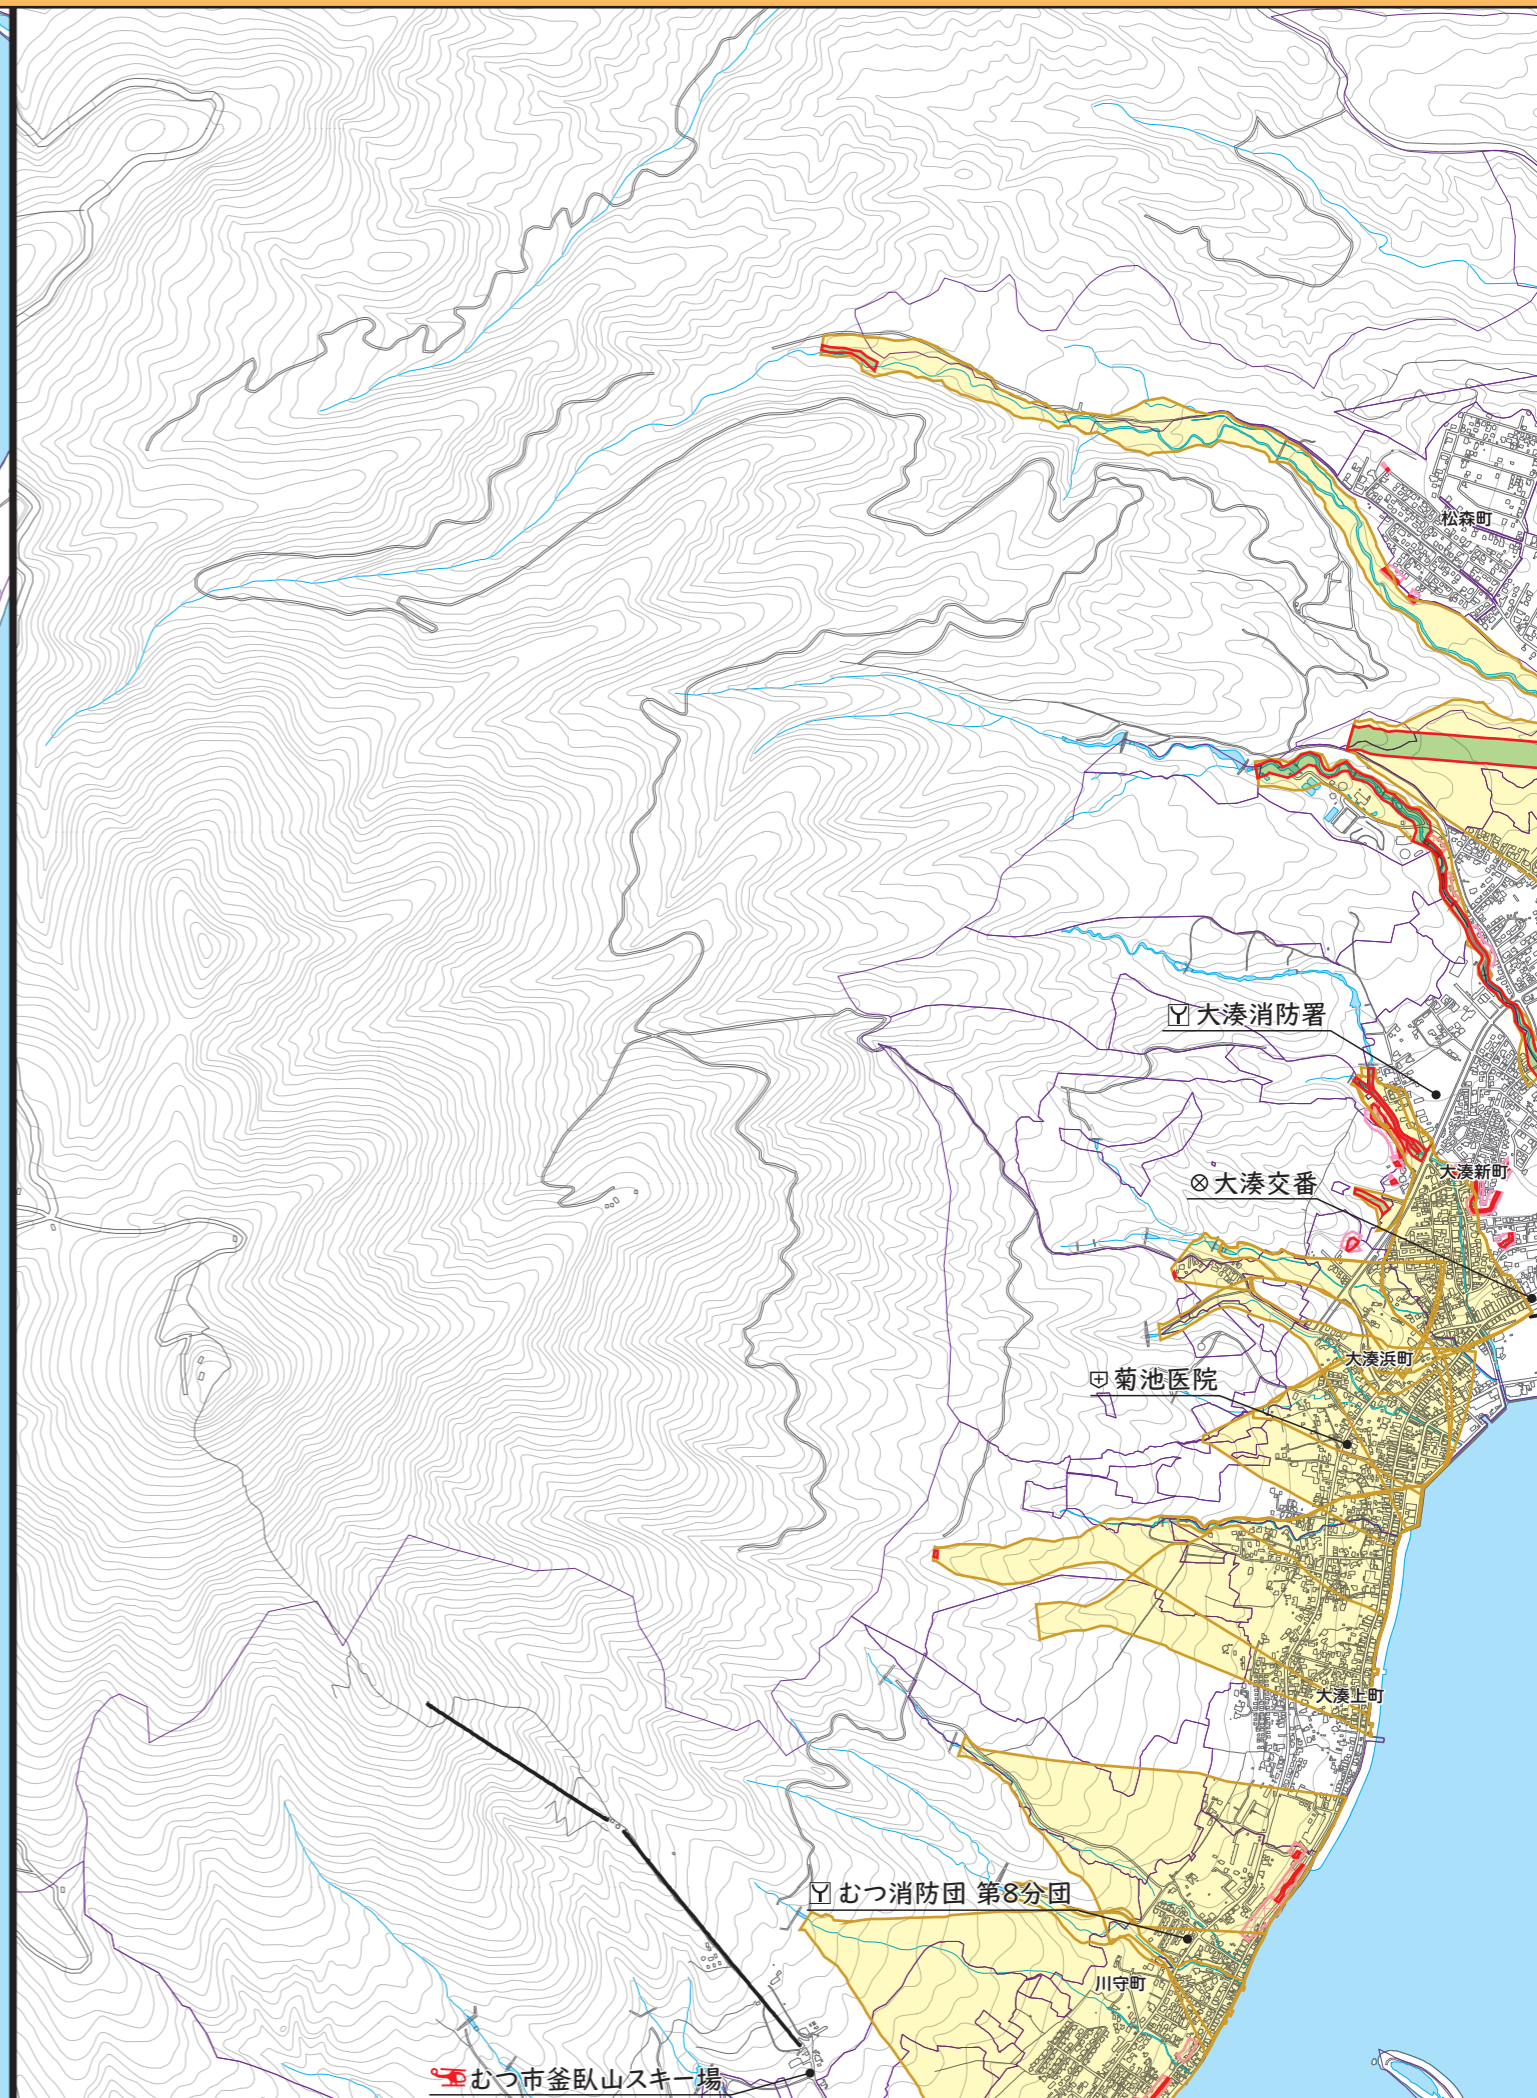 松森町
大湊消防署
大湊新町
大湊交番
大湊浜町
菊池医院
大湊上町
むつ消防団 第8分団
川守町
むつ市釜臥山スキー場